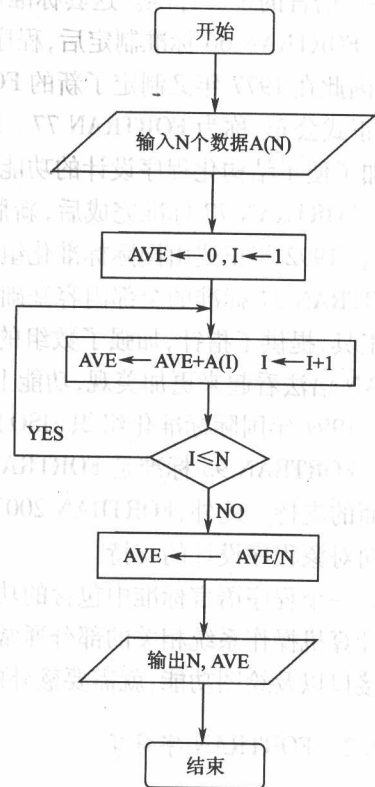 开始
输入N个数据A(N)
AVE←0, I←1
AVE←AVE+A(I) I←I+1
YES
I≤N
NO
AVE←AVE/N
输出N, AVE
结束